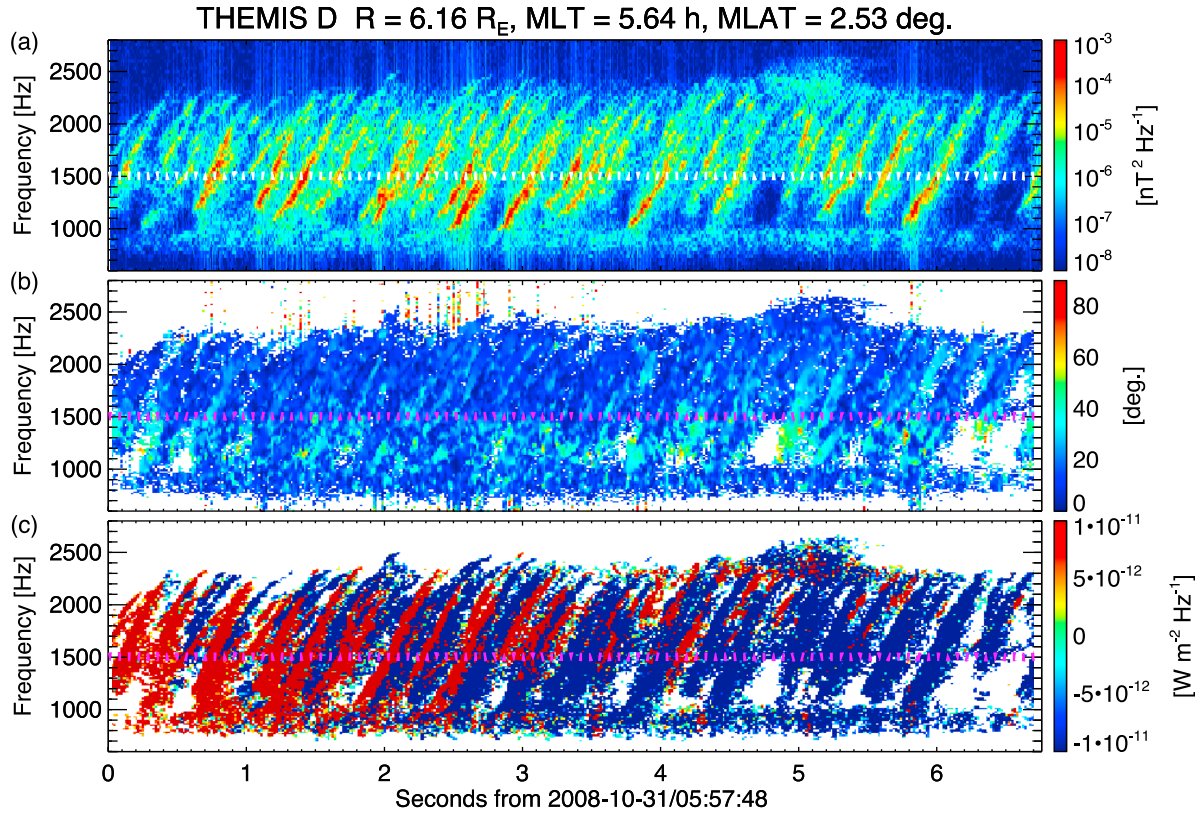 THEMIS D R = 6.16 R_E, MLT = 5.64 h, MLAT = 2.53 deg.
(a)
Frequency [Hz]
2500
2000
1500
1000
10^-3
10^-4
10^-5
10^-6
10^-7
10^-8
[nT^2 Hz^-1]
(b)
Frequency [Hz]
2500
2000
1500
1000
80
60
40
20
0
[deg.]
(c)
Frequency [Hz]
2500
2000
1500
1000
1•10^-11
5•10^-12
0
-5•10^-12
-1•10^-11
[W m^-2 Hz^-1]
0 1 2 3 4 5 6
Seconds from 2008-10-31/05:57:48